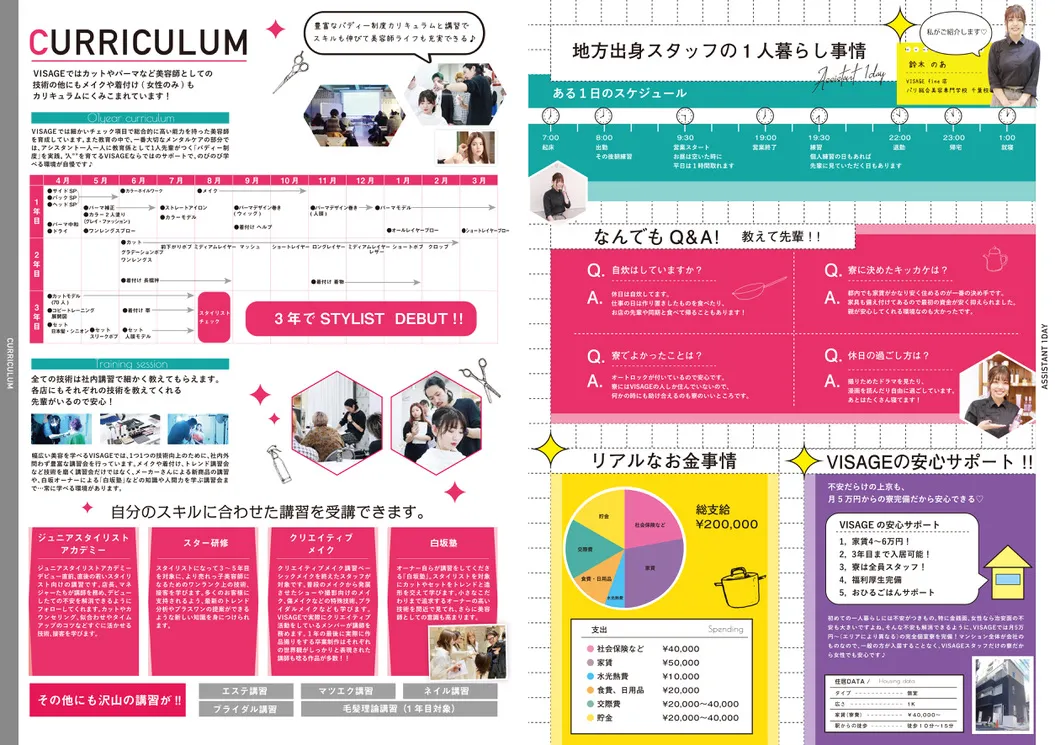 CURRICULUM
VISAGEではカットやパーマなど美容師としての
技術の他にもメイクや着付け(女性のみ)も
カリキュラムにくみこまれています！
豊富なバディー制度カリキュラムと講習で
スキルも伸びて美容師ライフも充実できる♪
01year curriculum
VISAGEでは細かいチェック項目で総合的に高い能力を持った美容師
を育成しています。また教育の中で、一番大切なメンタルケアの部分で
は、アシスタント一人一人に教育係として1人先輩がつく「バディー制
度」を実践。"人"を育てるVISAGEならではのサポートで、のびのび学
べる環境が自慢です♪
4月 5月 6月 7月 8月 9月 10月 11月 12月 1月 2月 3月
1年目
●サイドSP
●バックSP
●ヘッドSP
●パーマ中和
●ドライ
●パーマ補正
●カラー2人塗り
(グレイ・ファッション)
●ワンレングスブロー
●カラーホイルワーク
●ストレートアイロン
●カラーモデル
●メイク
●パーマデザイン巻き
(ウィッグ)
●着付け ヘルプ
●パーマデザイン巻き
(人頭)
●パーマモデル
●オールレイヤーブロー
●ショートレイヤーブロー
2年目
●カット
グラデーションボブ
ワンレングス
前下がりボブ ミディアムレイヤー マッシュ ショートレイヤー ロングレイヤー ミディアムレイヤー ショートボブ クロップ
レザー
●着付け 長襦袢
●着付け 着物
3年目
●カットモデル
(70人)
●コピートレーニング
展開図
●セット
日本髪・シニオン
●セット
スリークボブ
●着付け 帯
●セット
人頭モデル
スタイリスト
チェック
3年でSTYLIST DEBUT !!
Training session
全ての技術は社内講習で細かく教えてもらえます。
各店にもそれぞれの技術を教えてくれる
先輩がいるので安心！
幅広い美容を学べるVISAGEでは、1つ1つの技術向上のために、社内外
問わず豊富な講習会を行っています。メイクや着付け、トレンド講習会
など技術を磨く講習会だけではなく、メーカーさんによる新商品の講習
や、白坂オーナーによる「白坂塾」などの知識や人間力を学ぶ講習会ま
で…常に学べる環境があります。
自分のスキルに合わせた講習を受講できます。
ジュニアスタイリスト
アカデミー
ジュニアスタイリストアカデミー
デビュー直前、直後の若いスタイリ
スト向けの講習です。店長、マネ
ジャーたちが講師を務め、デビュー
したての不安を解消できるように
フォローしてくれます。カットやカ
ウンセリング、似合わせやタイム
アップのコツなどすぐに活かせる
技術、接客を学びます。
スター研修
スタイリストになって3〜5年目
を対象に、より売れっ子美容師に
なるためのワンランク上の技術、
接客を学びます。多くのお客様に
支持されるよう、最新のトレンド
分析やプラスワンの提案ができる
ような新しい知識を身につけられま
す。
クリエイティブ
メイク
クリエイティブメイク講習ベー
シックメイクを終えたスタッフが
対象です。普段のメイクから発展
させたショーや撮影向けのメイ
ク、傷メイクなどの特殊技術、ブラ
イダルメイクなども学びます。
VISAGEで実際にクリエイティブ
活動をしているメンバーが講師を
務めます。1年の最後に実際に作
品撮りをする卒業制作はそれぞれ
の世界観がしっかりと表現された
講師も唸る作品が多数！！
白坂塾
オーナー自らが講習をしてくださ
る「白坂塾」。スタイリストを対象
にカットやセットをトレンドと造
形を交えて学びます。小さなこだ
わりまで追求するオーナーの高い
技術を間近で見てれ、さらに美容
師としての意識も高まります。
その他にも沢山の講習が !!
エステ講習
マツエク講習
ネイル講習
ブライダル講習
毛髪理論講習(1年目対象)
CURRICULUM
地方出身スタッフの1人暮らし事情
Assistant 1day
私がご紹介します♡
鈴木 のあ
VISAGE fino 店
パリ総合美容専門学校 千葉校
ある1日のスケジュール
7:00
起床
8:00
出勤
その後朝練習
9:30
営業スタート
お昼は空いた時に
平日は1時間取れます
19:00
営業終了
19:30
練習
個人練習の日もあれば
先輩に見ていただく日もあります
22:00
退勤
23:00
帰宅
1:00
就寝
なんでもQ&A! 教えて先輩！！
Q. 自炊はしていますか？
A. 休日は自炊してます。
仕事の日は作り置きしたものを食べたり、
お店の先輩や同期と食べて帰ることもあります！
Q. 寮に決めたキッカケは？
A. 都内でも家賃がかなり安く住めるのが一番の決め手です。
家具も備え付けてあるので最初の資金が安く抑えられました。
親が安心してくれる環境なのも大かったです。
Q. 寮でよかったことは？
A. オートロックが付いているので安心です。
寮にはVISAGEの人しか住んでいないので、
何かの時にも助け合えるのも寮のいいところです。
Q. 休日の過ごし方は？
A. 撮りためたドラマを見たり、
漫画を読んだり自由に過ごしています。
あとはたくさん寝てます！
ASSISTANT 1DAY
リアルなお金事情
貯金
社会保険など
交際費
家賃
食費・日用品
水光熱費
総支給
¥200,000
支出 Spending
社会保険など ¥40,000
家賃 ¥50,000
水光熱費 ¥10,000
食費、日用品 ¥20,000
交際費 ¥20,000〜40,000
貯金 ¥20,000〜40,000
VISAGEの安心サポート !!
不安だらけの上京も、
月5万円からの寮完備だから安心できる♡
VISAGE の安心サポート
1、家賃4〜6万円！
2、3年目まで入居可能！
3、寮は全員スタッフ！
4、福利厚生完備
5、おひるごはんサポート
初めての一人暮らしには不安がつきもの。特に金銭面、女性なら治安面の不
安も大きいですよね。そんな不安も解消できるように、VISAGEでは月5万
円〜(エリアにより異なる)の完全個室寮を完備！マンション全体が会社の
ものなので、一般の方が入居することなく、VISAGEスタッフだけの寮だか
ら女性でも安心です♪
住居DATA / Housing data
タイプ 個室
広さ 1K
家賃(寮費) ¥40,000〜
駅からの徒歩 徒歩10分〜15分